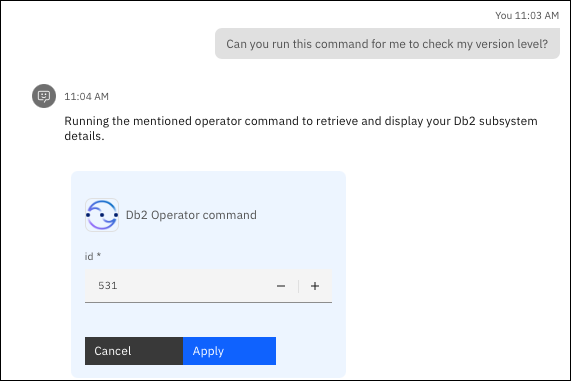 You 11:03 AM
Can you run this command for me to check my version level?
11:04 AM
Running the mentioned operator command to retrieve and display your Db2 subsystem
details.
Db2 Operator command
id *
531
Cancel
Apply